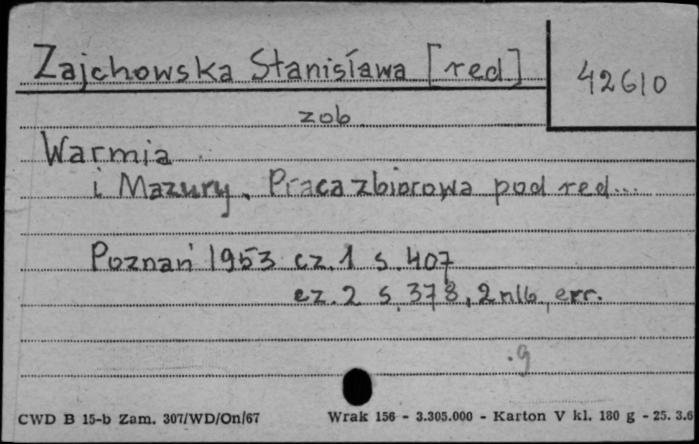 Zajchowska Stanisława [red]
42610
zob
Warmia
i Mazury. Praca zbiorowa pod red...
Poznań 1953 cz. 1 s. 407
cz. 2 s. 378, 2 nlb, err.
.g
CWD B 15-b Zam. 307/WD/On/67 Wrak 156 - 3.305.000 - Karton V kl. 180 g - 25. 3.6